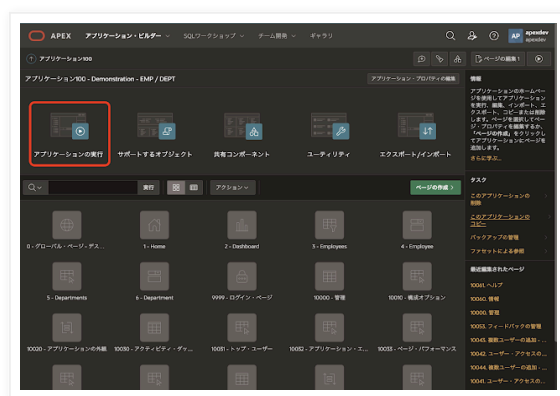 APEX アプリケーション・ビルダー SQLワークショップ チーム開発 ギャラリ AP apexdev apexdev
アプリケーション100 ページの編集1
アプリケーション100 - Demonstration - EMP / DEPT アプリケーション・プロパティの編集
アプリケーションの実行 サポートするオブジェクト 共有コンポーネント ユーティリティ エクスポート/インポート
実行 アクション ページの作成
0 - グローバル・ページ - デス... 1 - Home 2 - Dashboard 3 - Employees 4 - Employee
5 - Departments 6 - Department 9999 - ログイン・ページ 10000 - 管理 10010 - 構成オプション
10020 - アプリケーションの外観 10030 - アクティビティ・ダッ... 10031 - トップ・ユーザー 10032 - アプリケーション・エ... 10033 - ページ・パフォーマンス
情報
アプリケーションのホームペー
ジを使用してアプリケーション
を実行、編集、インポート、エ
クスポート、コピーまたは削除
します。ページを選択してペー
ジ・プロパティを編集するか、
「ページの作成」をクリックし
てアプリケーションにページを
追加します。
さらに学ぶ...
タスク
このアプリケーションの
削除
このアプリケーションの
コピー
バックアップの管理
ファセットによる参照
最近編集されたページ
10061. ヘルプ
10060. 情報
10000. 管理
10053. フィードバックの管理
10043. 複数ユーザーの追加 - ...
10042. ユーザー・アクセスの...
10044. 複数ユーザーの追加 - ...
10041. ユーザー・アクセスの...